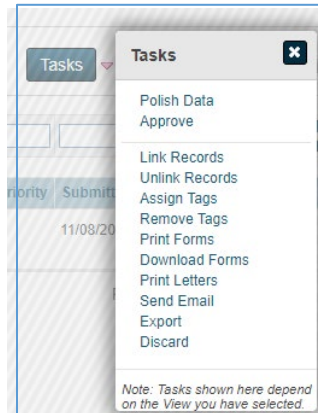 Tasks
Tasks
Polish Data
Approve
Link Records
Unlink Records
Assign Tags
Remove Tags
Print Forms
Download Forms
Print Letters
Send Email
Export
Discard
Note: Tasks shown here depend
on the View you have selected.
riority Submitt
11/08/20